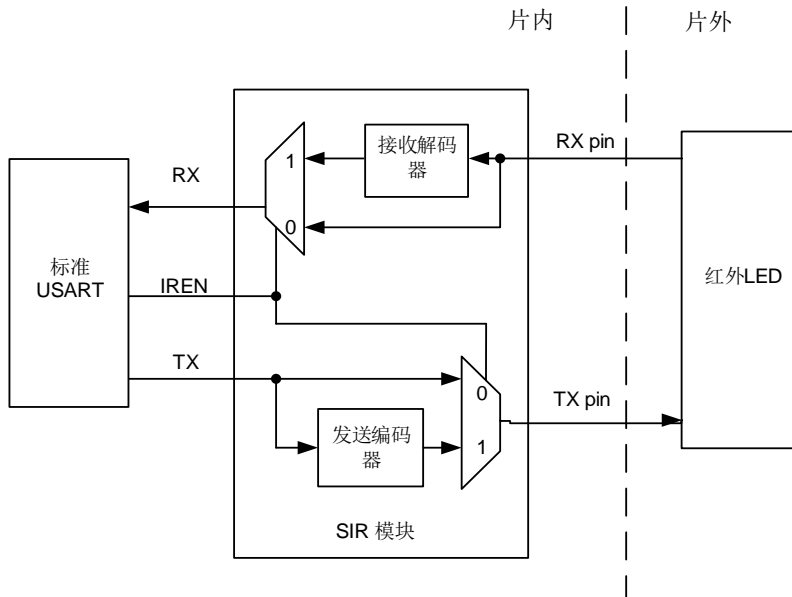 片内
片外
接收解码
器
RX pin
1
RX
0
标准
USART
IREN
红外LED
TX
0
TX pin
发送编码
器
1
SIR 模块